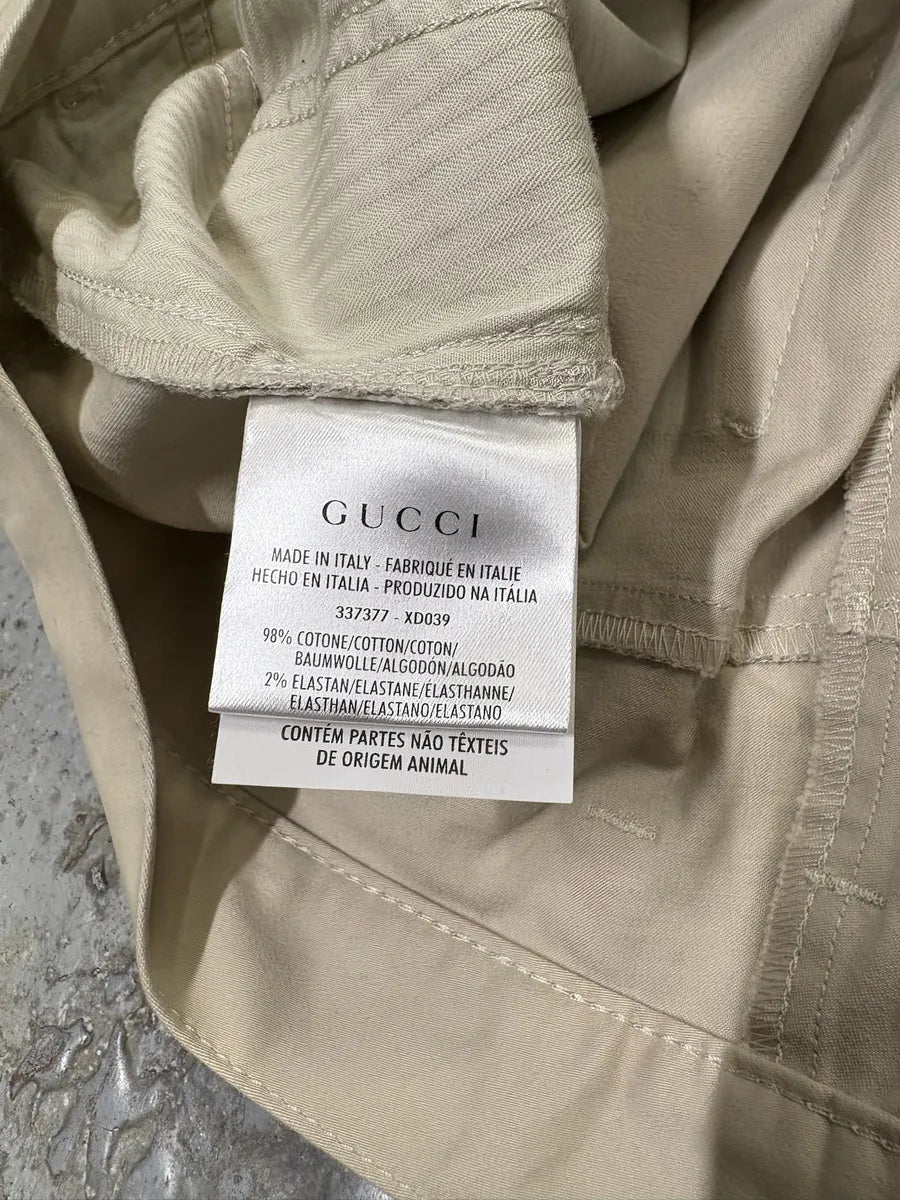 GUCCI
MADE IN ITALY - FABRIQUÉ EN ITALIE
HECHO EN ITALIA - PRODUZIDO NA ITÁLIA
337377 - XD039
98% COTONE/COTTON/COTON/
BAUMWOLLE/ALGODÓN/ALGODÃO
2% ELASTAN/ELASTANE/ÉLASTHANNE/
ELASTHAN/ELASTANO/ELASTANO
CONTÉM PARTES NÃO TÊXTEIS
DE ORIGEM ANIMAL